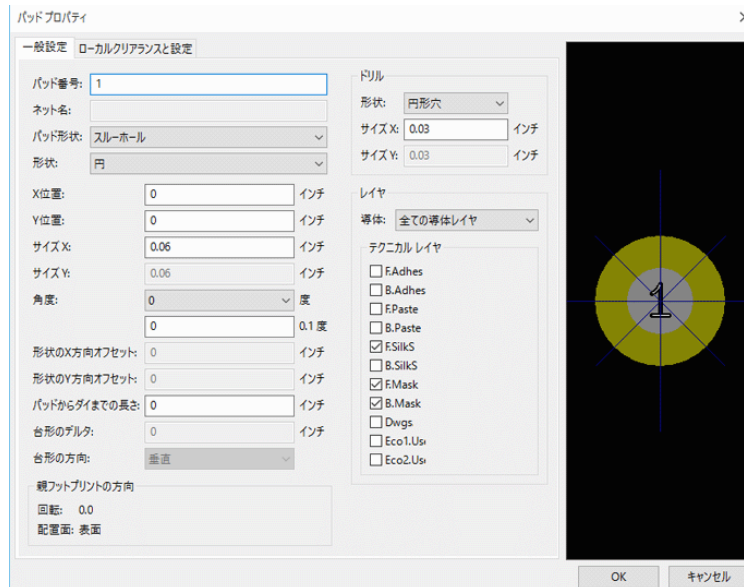 パッド プロパティ
一般設定 ローカルクリアランスと設定
パッド番号: 1
ネット名:
パッド形状: スルーホール
形状: 円
X位置: 0 インチ
Y位置: 0 インチ
サイズ X: 0.06 インチ
サイズ Y: 0.06 インチ
角度: 0 度
0 0.1 度
形状のX方向オフセット: 0 インチ
形状のY方向オフセット: 0 インチ
パッドからダイまでの長さ: 0 インチ
台形のデルタ: 0 インチ
台形の方向: 垂直
親フットプリントの方向
回転: 0.0
配置面: 表面
ドリル
形状: 円形穴
サイズ X: 0.03 インチ
サイズ Y: 0.03 インチ
レイヤ
導体: 全ての導体レイヤ
テクニカル レイヤ
F.Adhes
B.Adhes
F.Paste
B.Paste
F.SilkS
B.SilkS
F.Mask
B.Mask
Dwgs
Eco1.Use
Eco2.Use
1
OK キャンセル